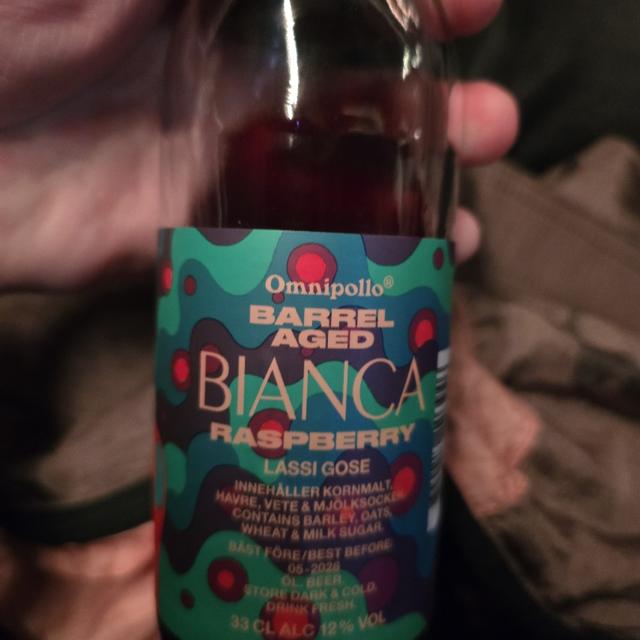 Omnipollo®
BARREL
AGED
BIANCA
RASPBERRY
LASSI GOSE
INNEHÅLLER KORNMALT,
HAVRE, VETE & MJÖLKSOCKER.
CONTAINS BARLEY, OATS,
WHEAT & MILK SUGAR.
BÄST FÖRE/BEST BEFORE:
05-2028
ÖL. BEER.
STORE DARK & COLD.
DRINK FRESH.
33 CL ALC 12% VOL